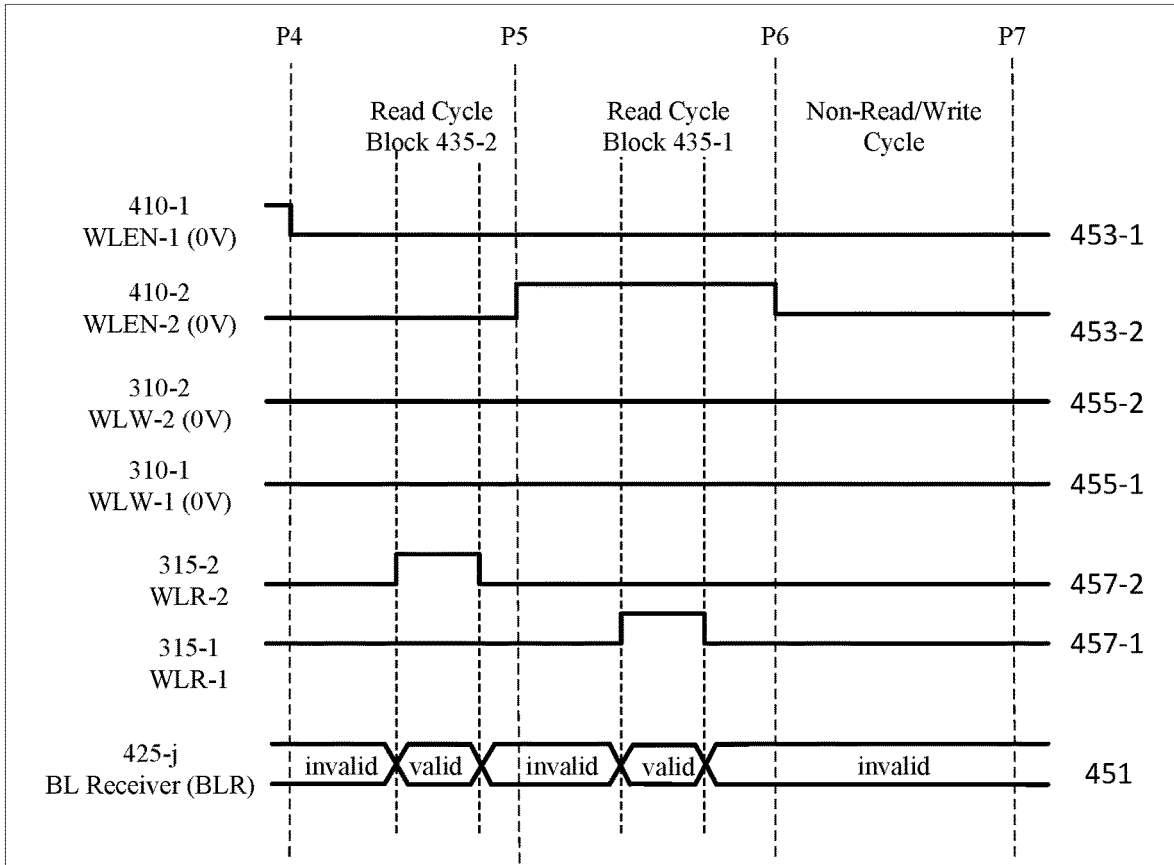 P4 P5 P6 P7
Read Cycle Read Cycle Non-Read/Write
Block 435-2 Block 435-1 Cycle
410-1
WLEN-1 (0V) 453-1
410-2
WLEN-2 (0V) 453-2
310-2
WLW-2 (0V) 455-2
310-1
WLW-1 (0V) 455-1
315-2
WLR-2 457-2
315-1
WLR-1 457-1
425-j
BL Receiver (BLR) invalid valid invalid valid invalid 451